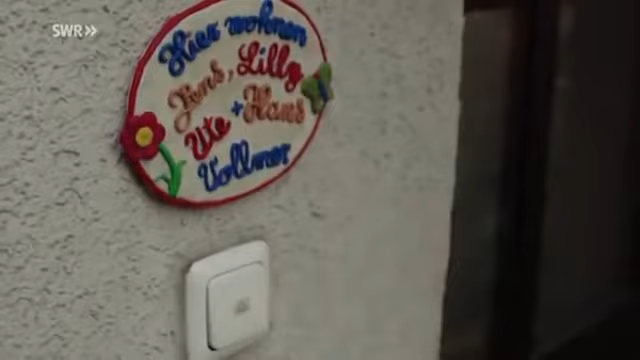 SWR»
Hier wohnen
Jens, Lilly
Ute + Hans
Vollmer